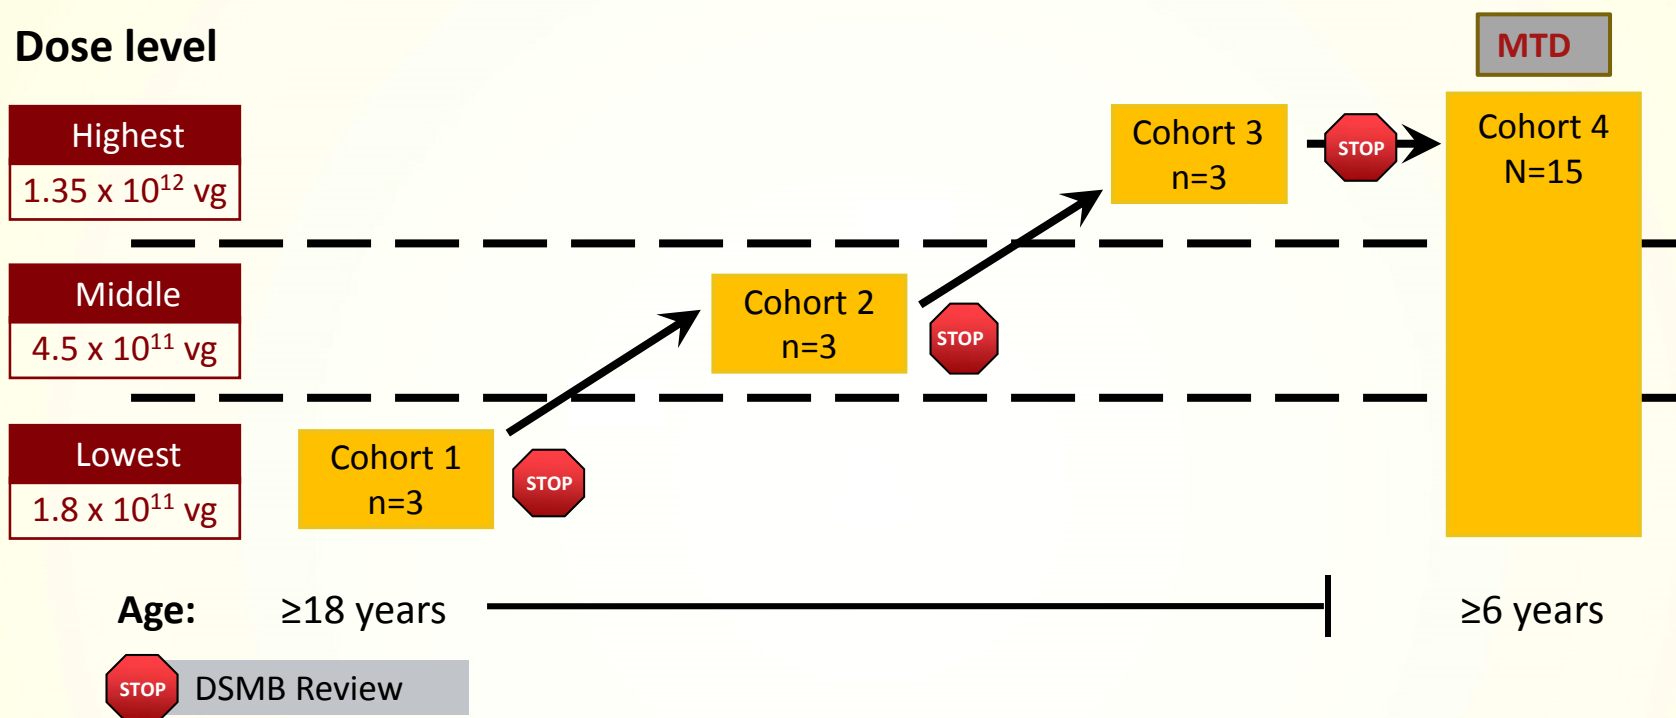 Dose level
MTD
Highest
1.35 x 10¹² vg
Cohort 3
n=3
STOP
Cohort 4
N=15
Middle
4.5 x 10¹¹ vg
Cohort 2
n=3
STOP
Lowest
1.8 x 10¹¹ vg
Cohort 1
n=3
STOP
Age: ≥18 years ≥6 years
STOP DSMB Review